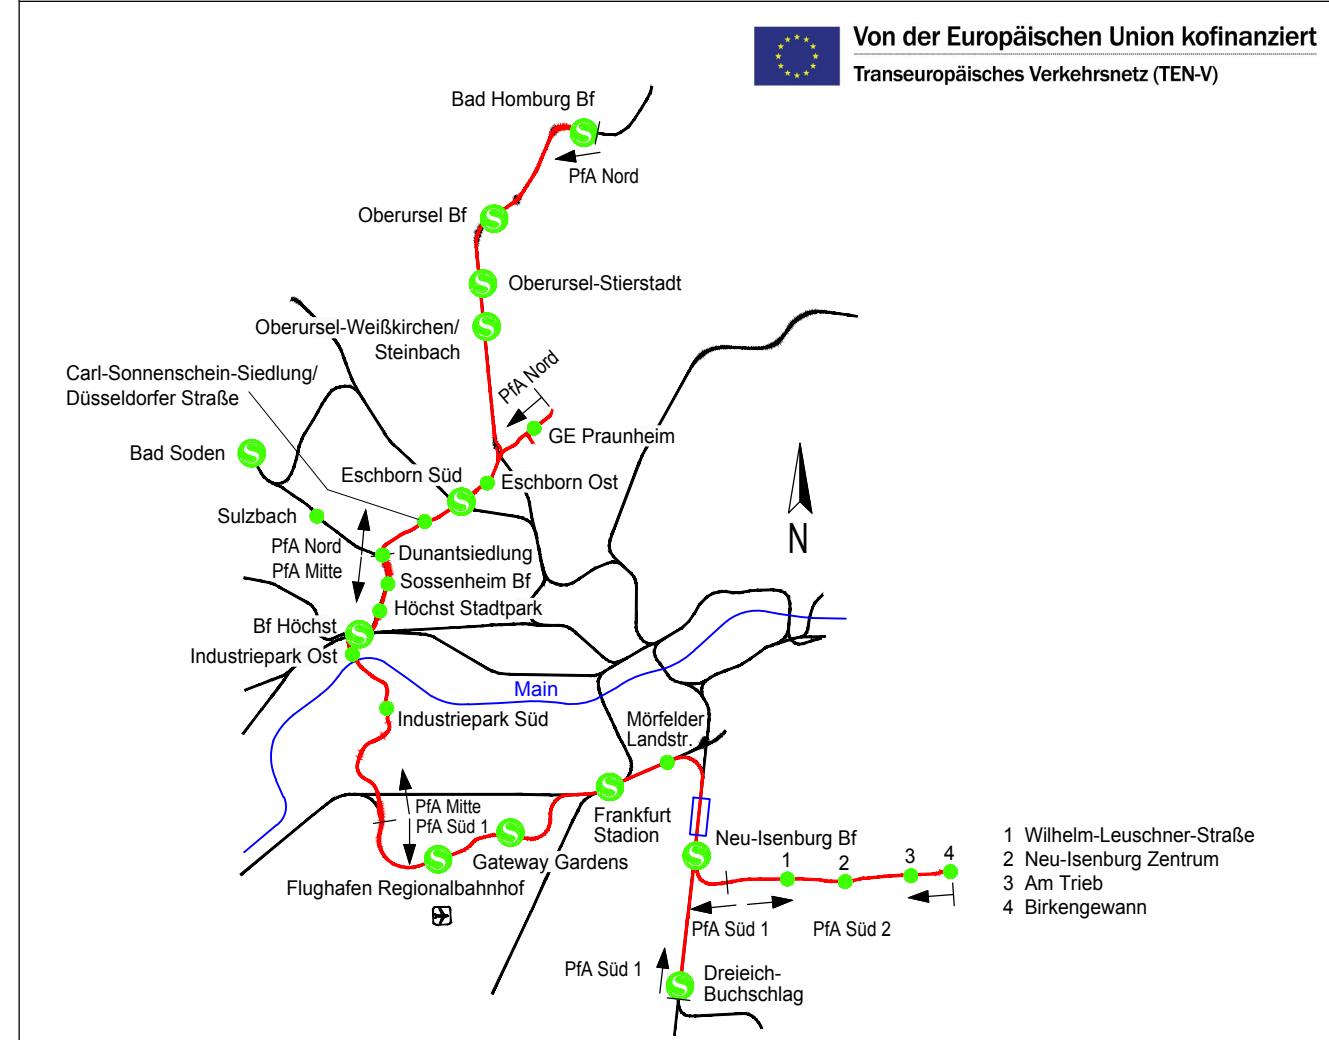 Von der Europäischen Union kofinanziert
Transeuropäisches Verkehrsnetz (TEN-V)
Bad Homburg Bf
PfA Nord
Oberursel Bf
Oberursel-Stierstadt
Oberursel-Weißkirchen/
Steinbach
PfA Nord
Carl-Sonnenschein-Siedlung/
Düsseldorfer Straße
GE Praunheim
Bad Soden
Eschborn Süd
Eschborn Ost
Sulzbach
PfA Nord
PfA Mitte
Dunantsiedlung
Sossenheim Bf
Höchst Stadtpark
Bf Höchst
Industriepark Ost
N
Main
Industriepark Süd
Mörfelder
Landstr.
PfA Mitte
PfA Süd 1
Frankfurt
Stadion
Gateway Gardens
Flughafen Regionalbahnhof
Neu-Isenburg Bf
1
2
3
4
PfA Süd 1
PfA Süd 2
PfA Süd 1
Dreieich-
Buchschlag
1 Wilhelm-Leuschner-Straße
2 Neu-Isenburg Zentrum
3 Am Trieb
4 Birkengewann